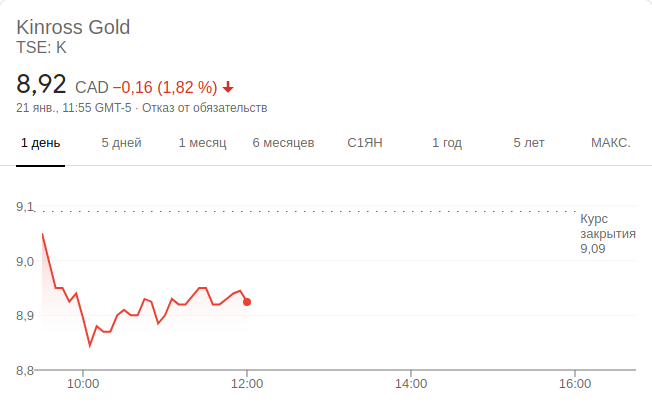 Kinross Gold
TSE: K
8,92 CAD −0,16 (1,82 %)
21 янв., 11:55 GMT-5 · Отказ от обязательств
1 день 5 дней 1 месяц 6 месяцев С1ЯН 1 год 5 лет МАКС.
9,1
Курс
закрытия
9,09
9,0
8,9
8,8
10:00 12:00 14:00 16:00